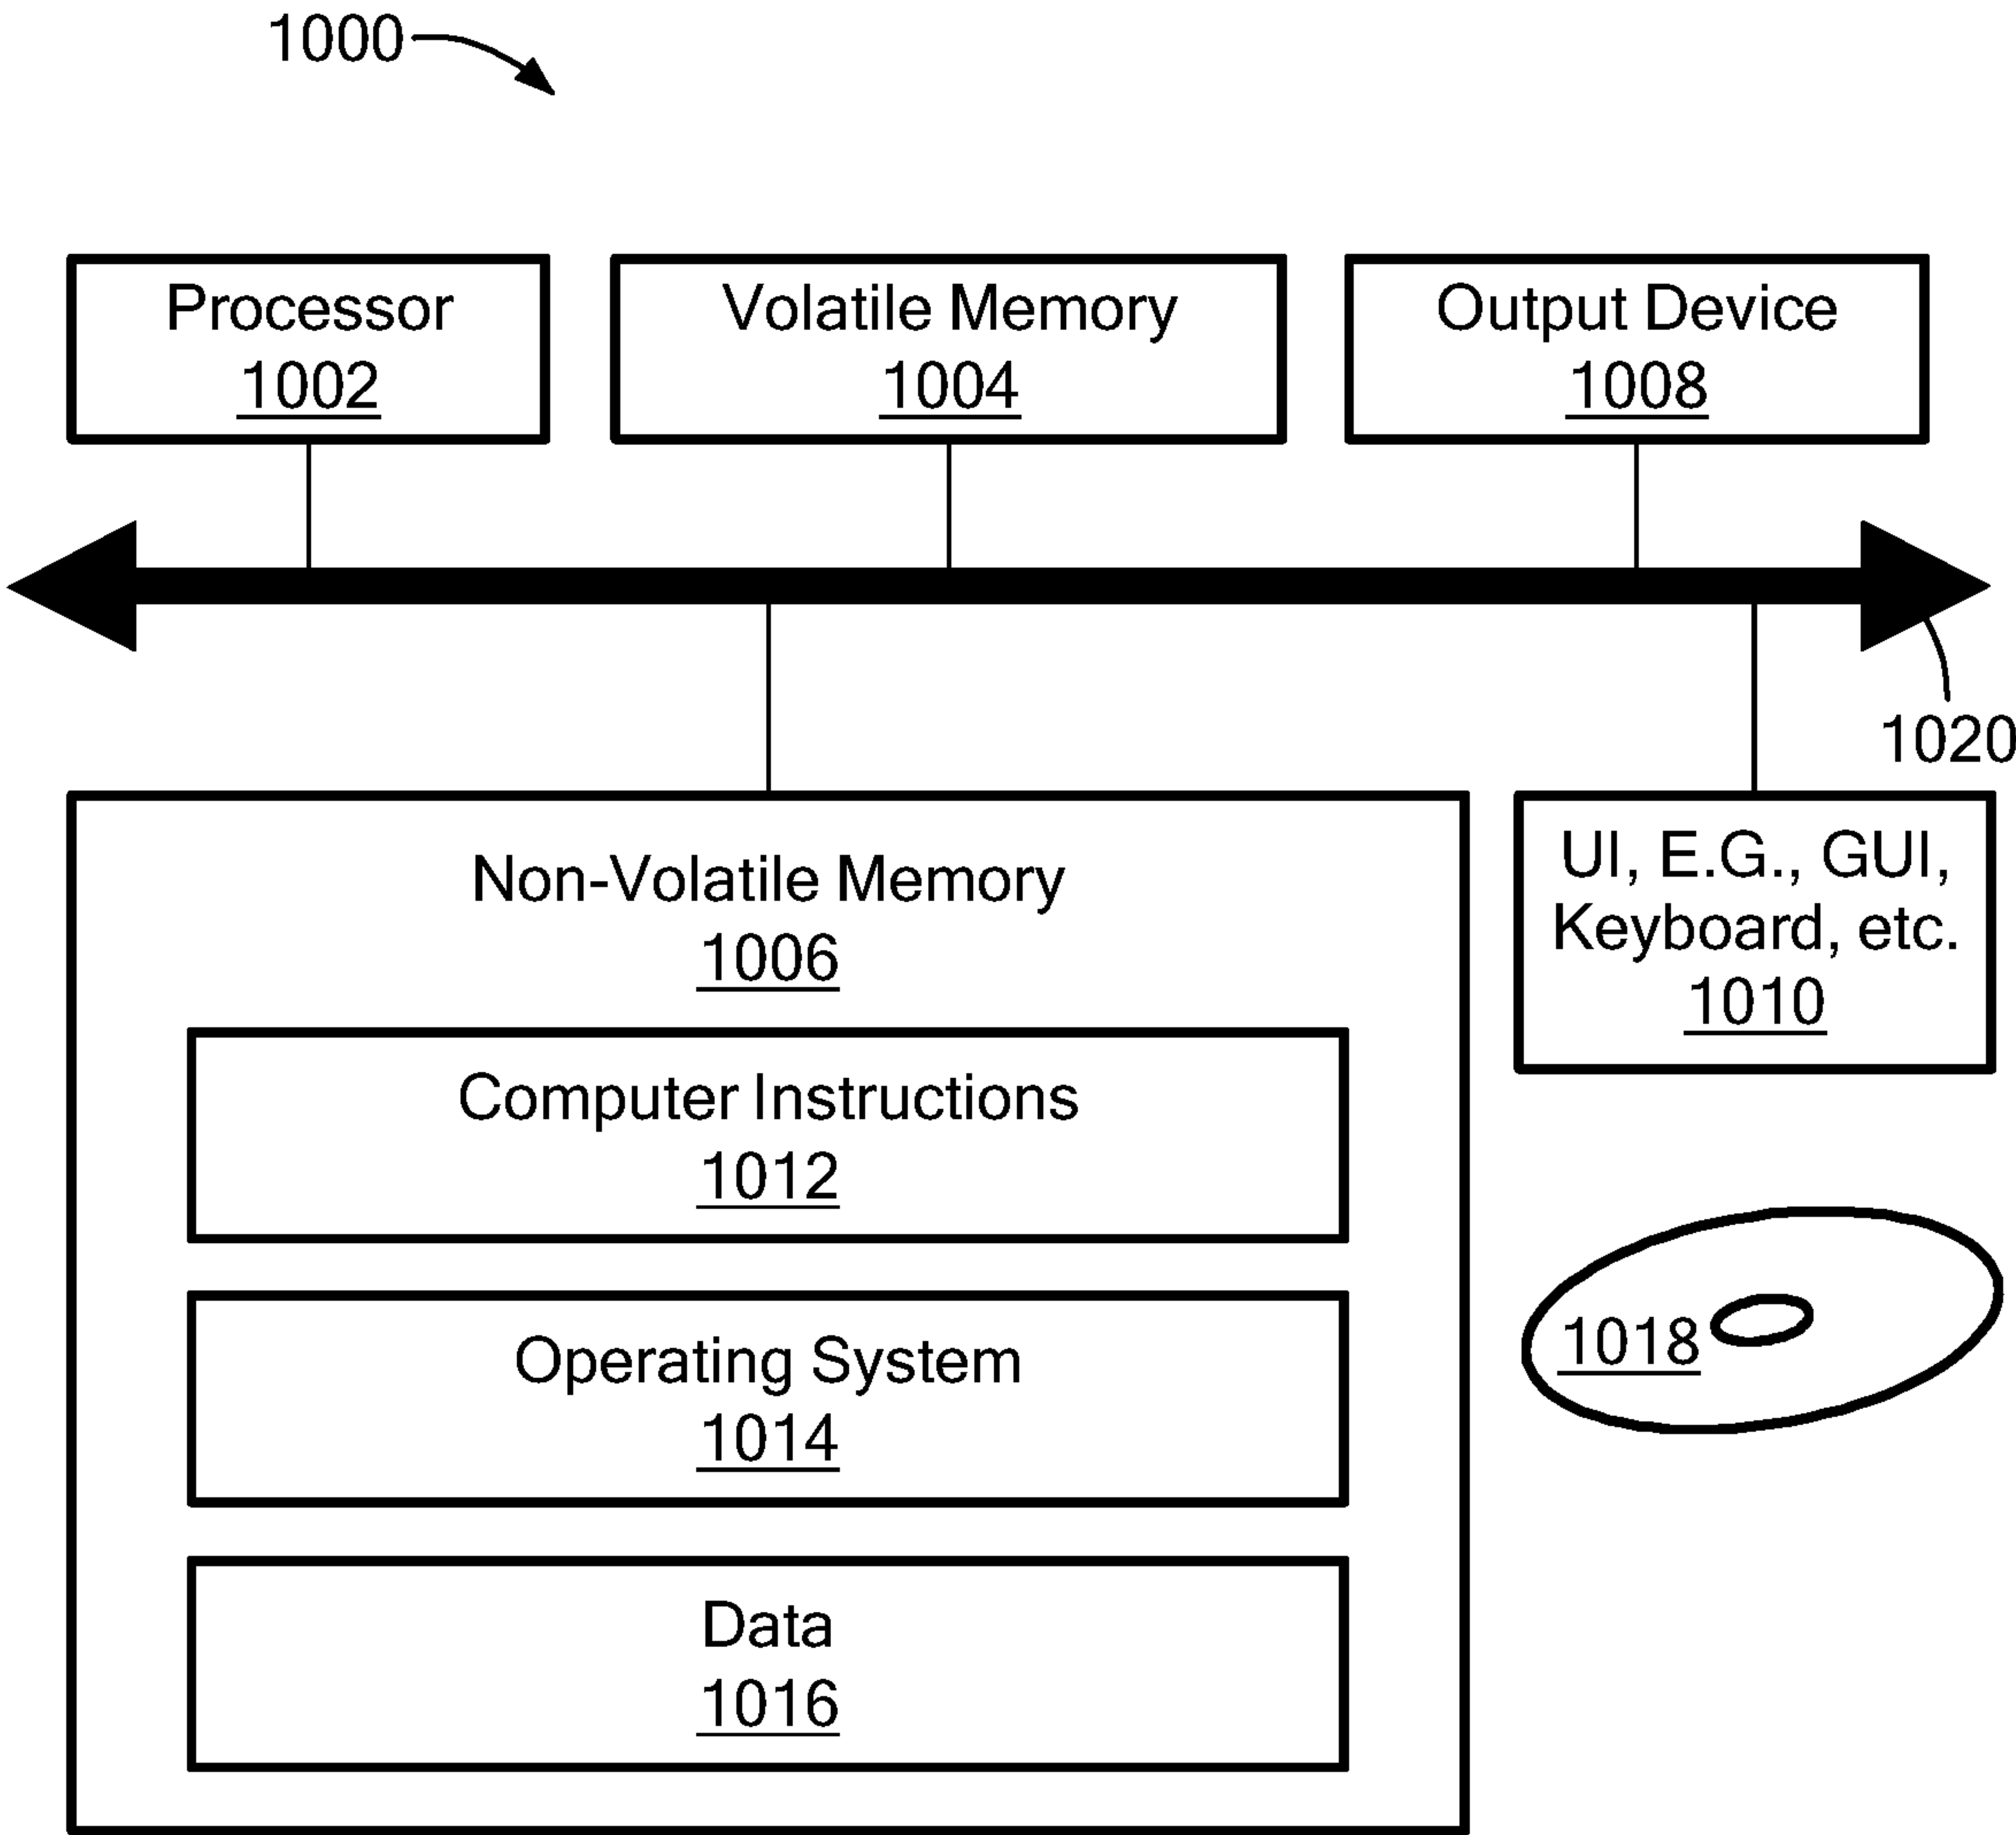 1000
Processor
1002
Volatile Memory
1004
Output Device
1008
1020
Non-Volatile Memory
1006
Computer Instructions
1012
Operating System
1014
Data
1016
UI, E.G., GUI,
Keyboard, etc.
1010
1018